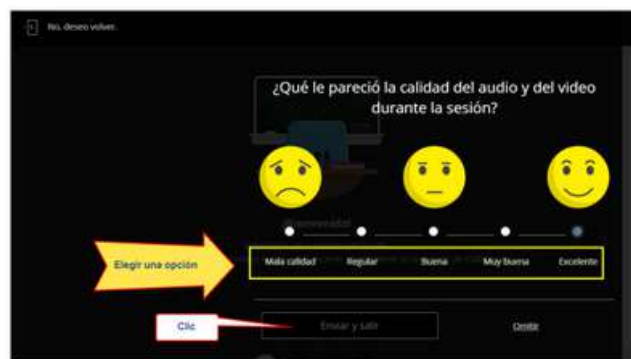 No, deseo volver.
¿Qué le pareció la calidad del audio y del video
durante la sesión?
Elegir una opción
Mala calidad Regular Buena Muy buena Excelente
Clic
Enviar y salir
Omitir